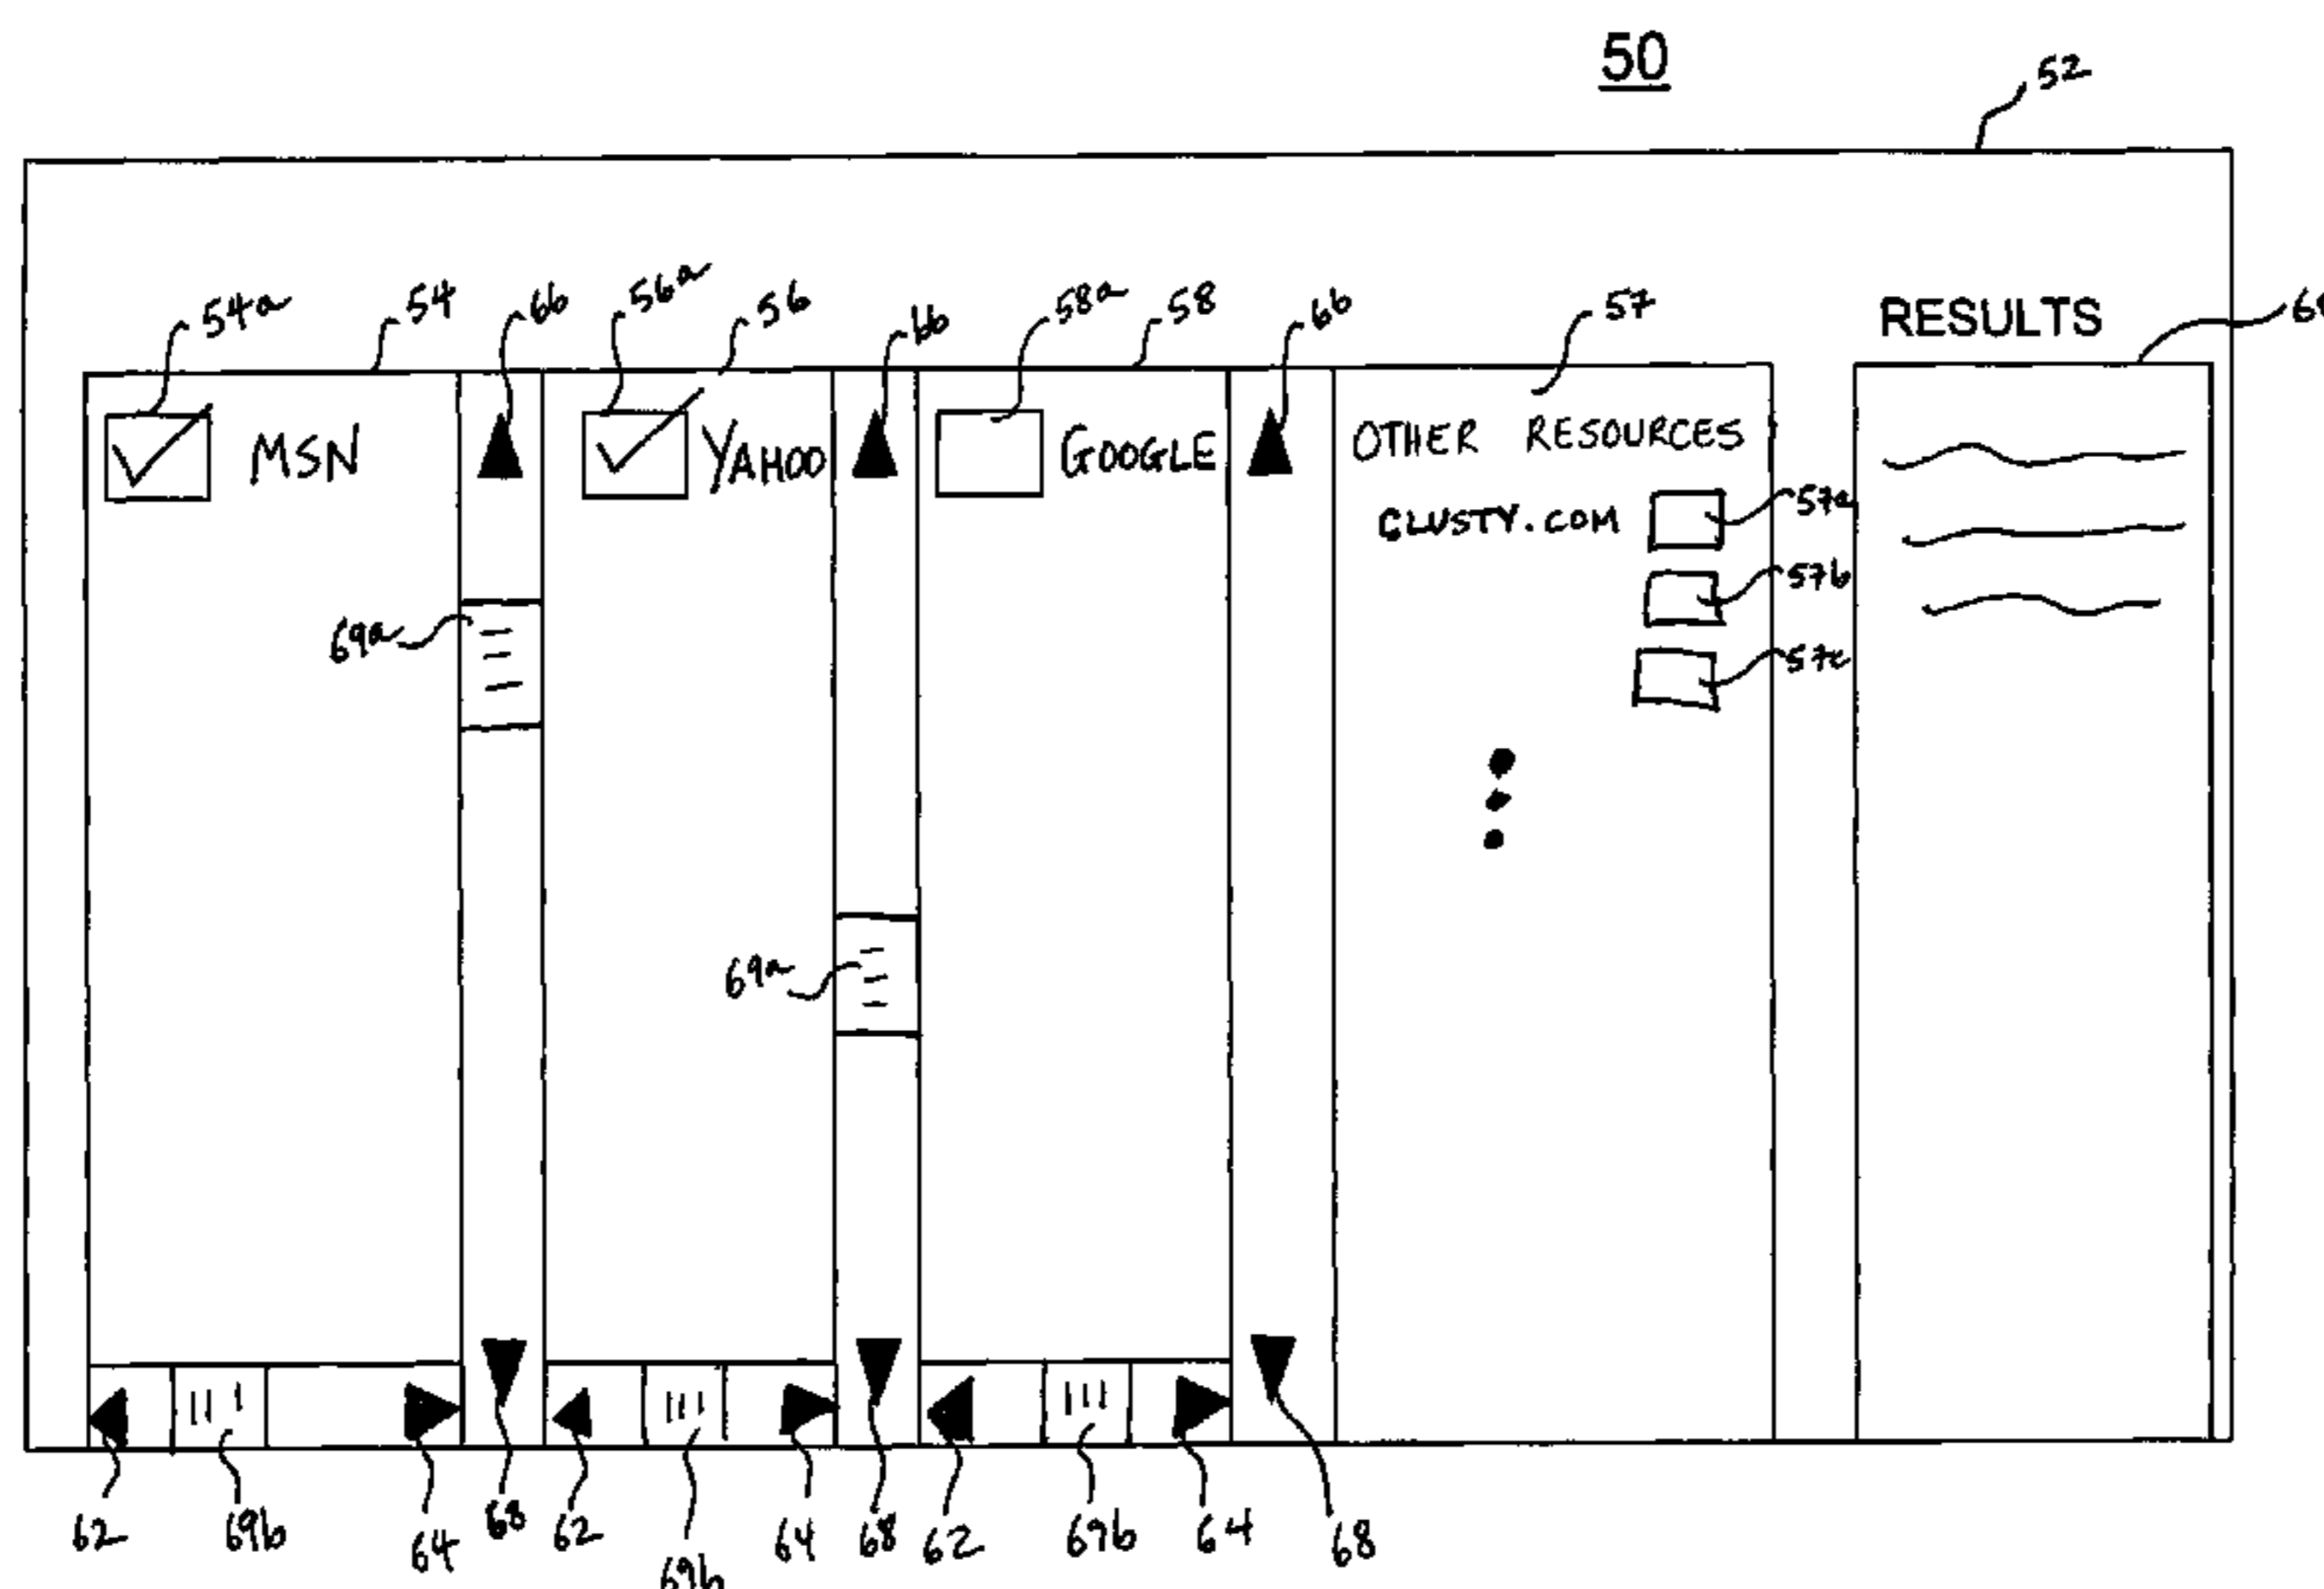 50
52
54a 54 66 56a 56 66 58a 58 66 57 RESULTS
MSN YAHOO GOOGLE OTHER RESOURCES
CLUSTY.COM 57a
57b
57c
69a
69a
62 69b 64 68 62 69b 64 68 62 69b 64 68